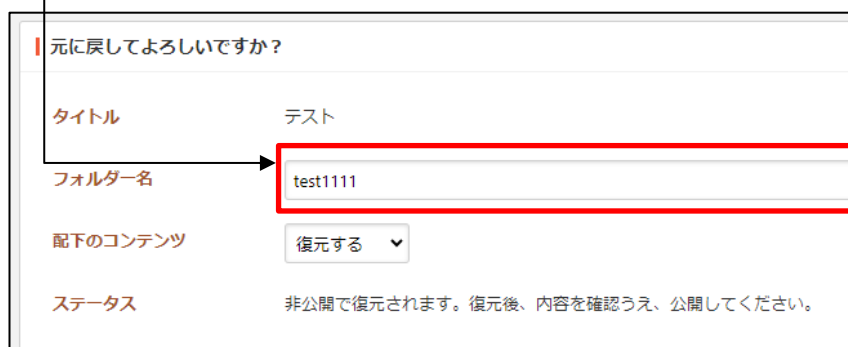 元に戻してよろしいですか？
タイトル テスト
フォルダー名 test1111
配下のコンテンツ 復元する
ステータス 非公開で復元されます。復元後、内容を確認うえ、公開してください。